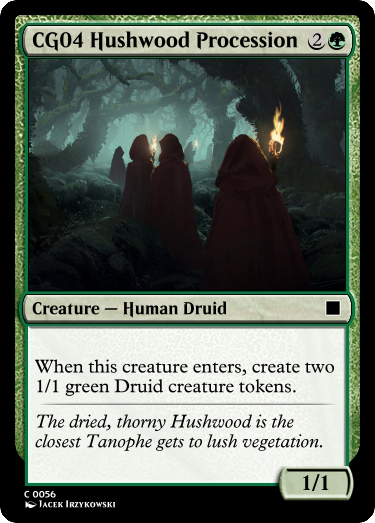 CG04 Hushwood Procession 2
Creature — Human Druid
When this creature enters, create two
1/1 green Druid creature tokens.
The dried, thorny Hushwood is the
closest Tanophe gets to lush vegetation.
1/1
C 0056
Jacek Irzykowski